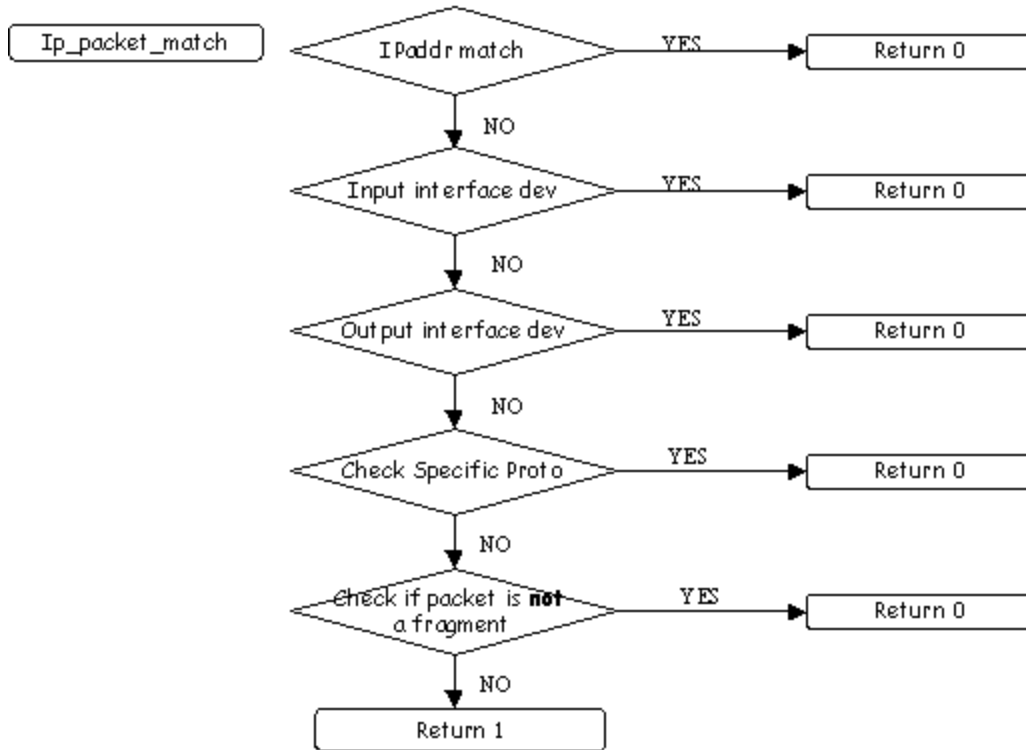 Ip_packet_match
IPaddr match
YES
Return 0
NO
Input interface dev
YES
Return 0
NO
Output interface dev
YES
Return 0
NO
Check Specific Proto
YES
Return 0
NO
Check if packet is not
a fragment
YES
Return 0
NO
Return 1